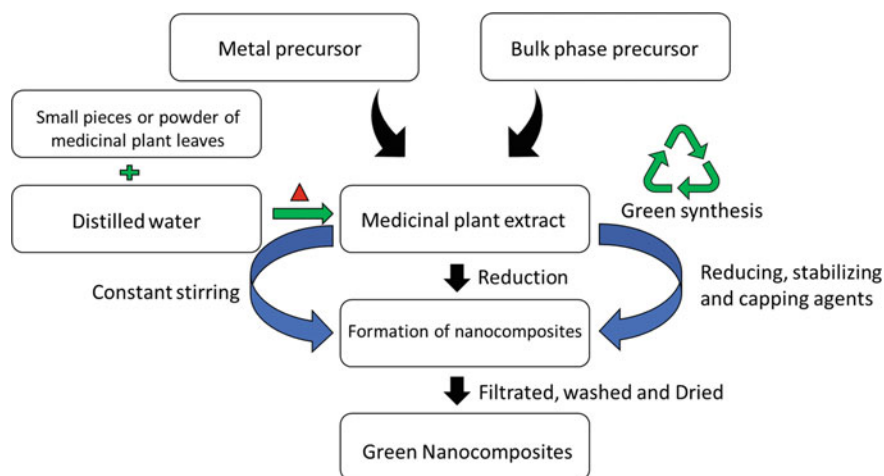 Metal precursor
Bulk phase precursor
Small pieces or powder of
medicinal plant leaves
Distilled water
Medicinal plant extract
Green synthesis
Constant stirring
Reduction
Reducing, stabilizing
and capping agents
Formation of nanocomposites
Filtrated, washed and Dried
Green Nanocomposites